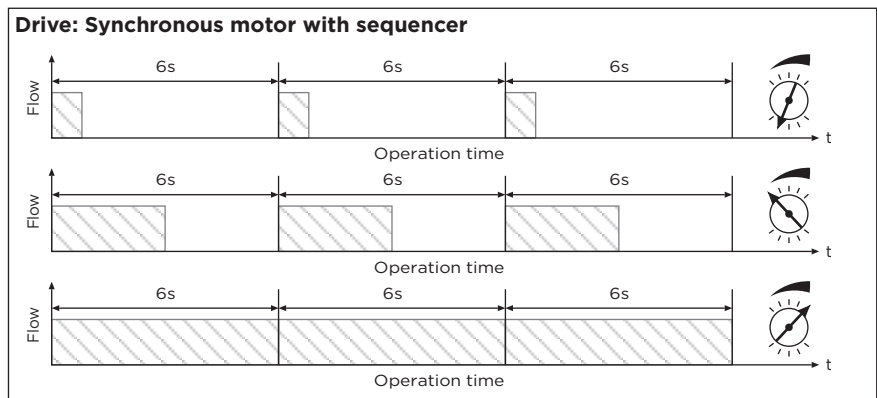 Drive: Synchronous motor with sequencer
6s 6s 6s
Flow
t
Operation time
6s 6s 6s
Flow
t
Operation time
6s 6s 6s
Flow
t
Operation time